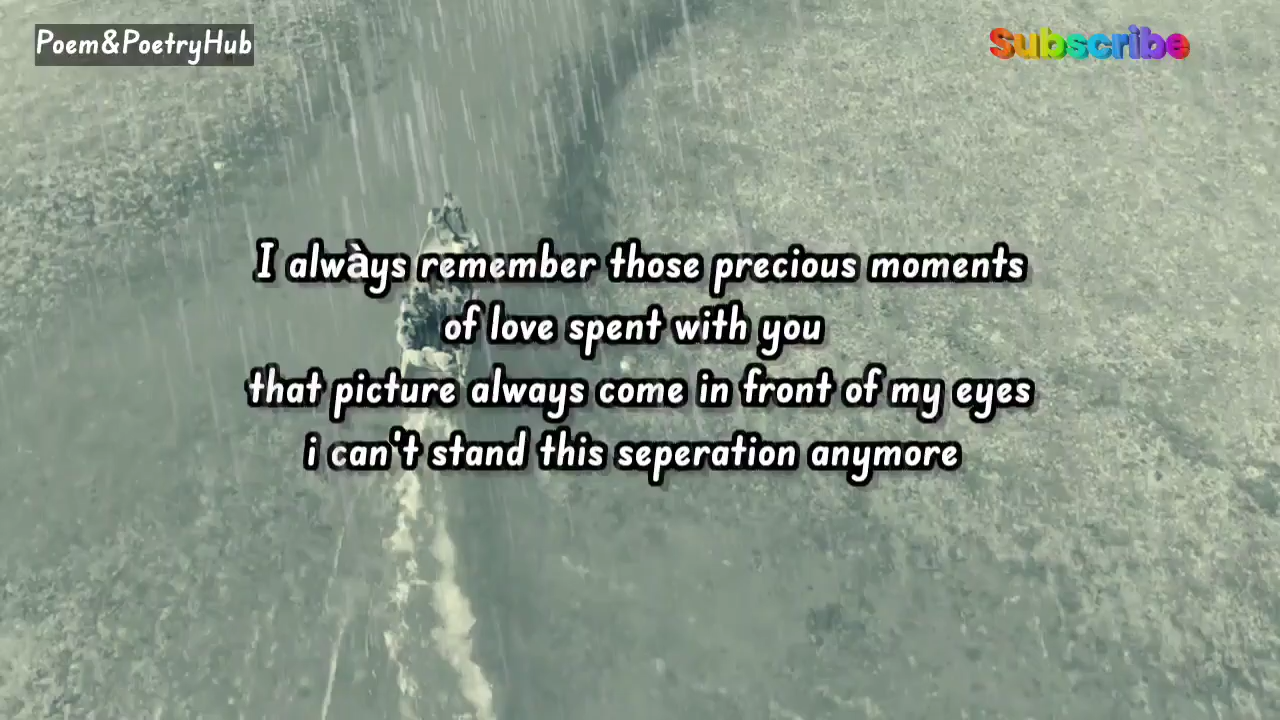 Poem&PoetryHub
Subscribe
I alwàys remember those precious moments
of love spent with you
that picture always come in front of my eyes
i can't stand this seperation anymore